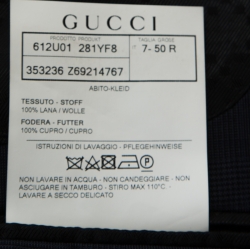 GUCCI
PRODOTTO PRODUKT TAGLIA GRÖSSE
612U01 281YF8 7- 50 R
353236 Z69214767
ABITO-KLEID
TESSUTO - STOFF
100% LANA / WOLLE
FODERA - FUTTER
100% CUPRO / CUPRO
ISTRUZIONI DI LAVAGGIO - PFLEGEHINWEISE
NON LAVARE IN ACQUA - NON CANDEGGIARE - NON
ASCIUGARE IN TAMBURO - STIRO MAX 110°C. -
LAVARE A SECCO DELICATO